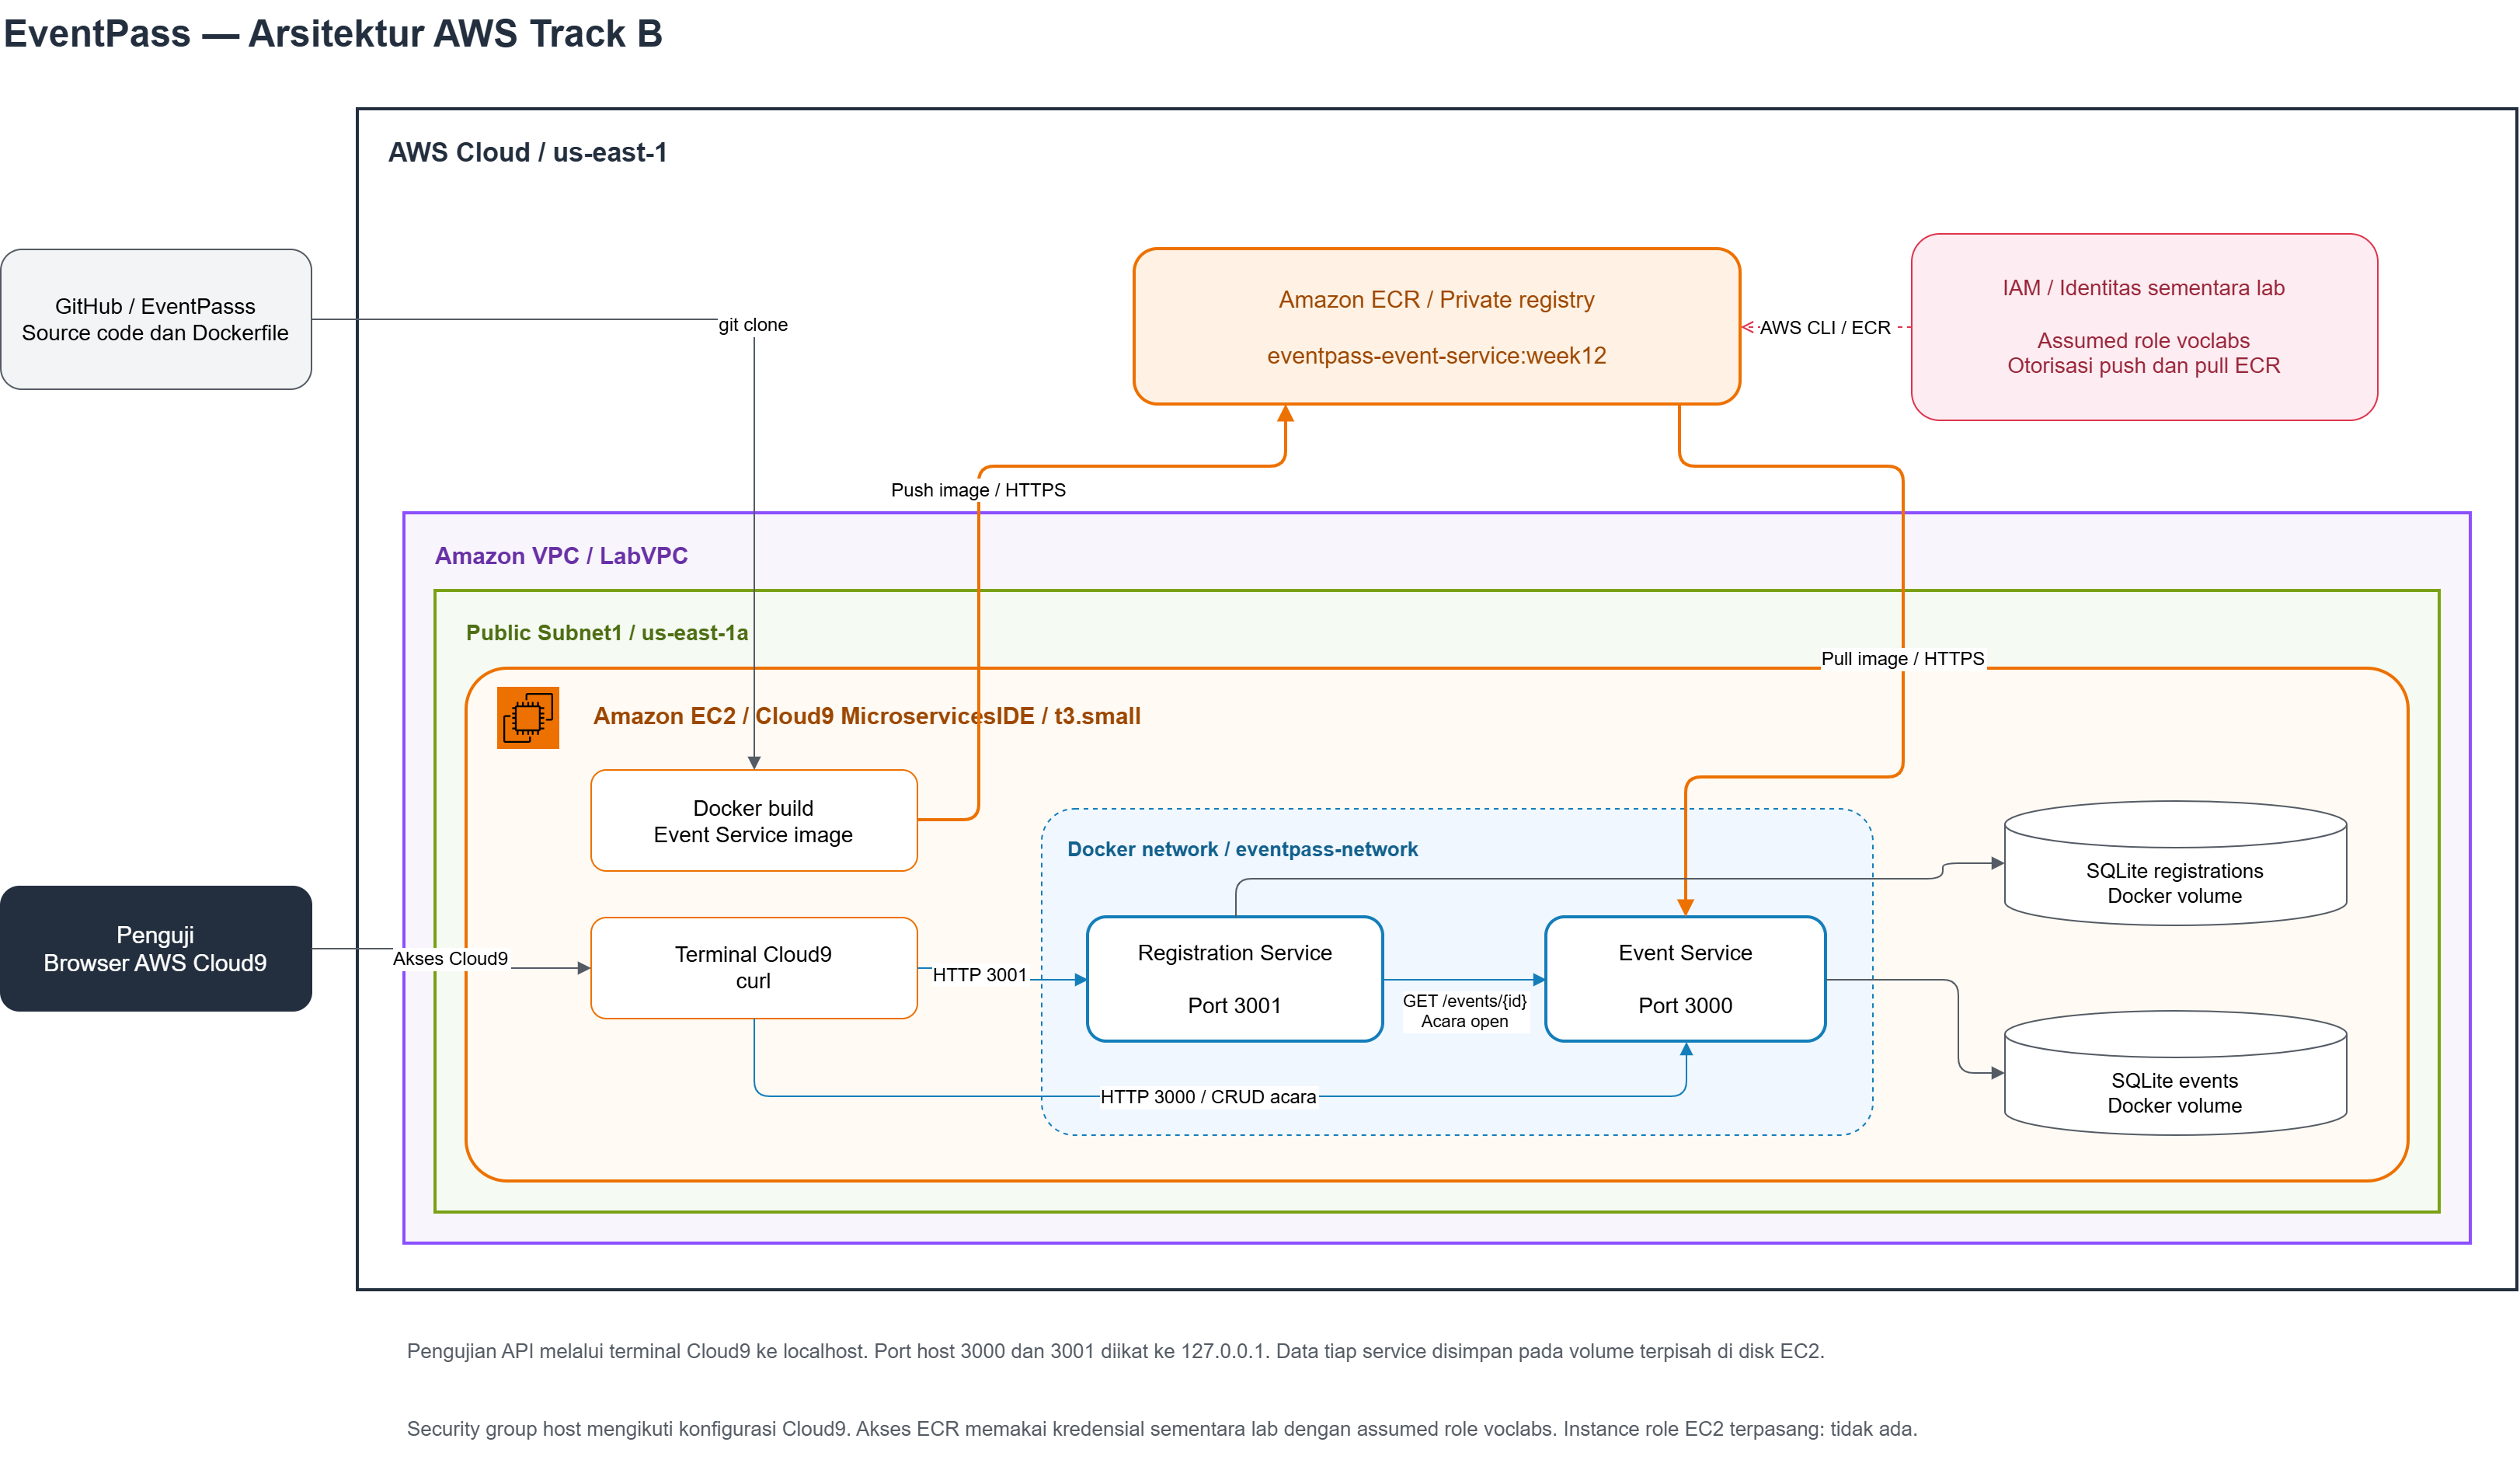 EventPass — Arsitektur AWS Track B
AWS Cloud / us-east-1
GitHub / EventPasss
Source code dan Dockerfile
git clone
Amazon ECR / Private registry
eventpass-event-service:week12
AWS CLI / ECR
IAM / Identitas sementara lab
Assumed role voclabs
Otorisasi push dan pull ECR
Push image / HTTPS
Amazon VPC / LabVPC
Public Subnet1 / us-east-1a
Pull image / HTTPS
Amazon EC2 / Cloud9 MicroservicesIDE / t3.small
Docker build
Event Service image
Docker network / eventpass-network
SQLite registrations
Docker volume
Penguji
Browser AWS Cloud9
Akses Cloud9
Terminal Cloud9
curl
HTTP 3001
Registration Service
Port 3001
GET /events/{id}
Acara open
Event Service
Port 3000
HTTP 3000 / CRUD acara
SQLite events
Docker volume
Pengujian API melalui terminal Cloud9 ke localhost. Port host 3000 dan 3001 diikat ke 127.0.0.1. Data tiap service disimpan pada volume terpisah di disk EC2.
Security group host mengikuti konfigurasi Cloud9. Akses ECR memakai kredensial sementara lab dengan assumed role voclabs. Instance role EC2 terpasang: tidak ada.